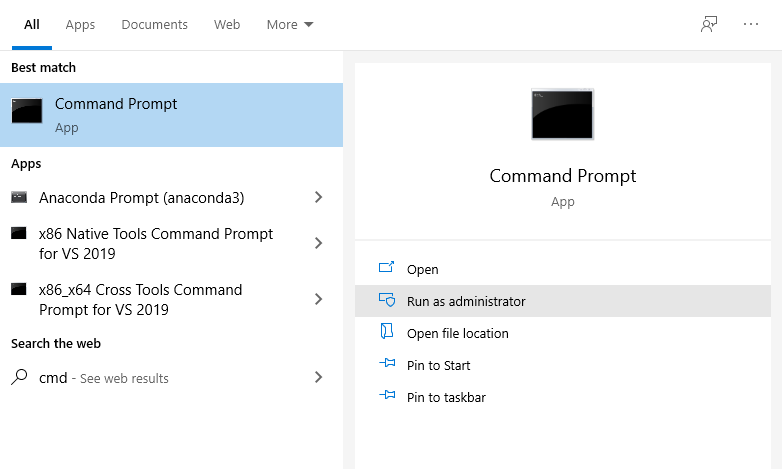 All Apps Documents Web More
Best match
Command Prompt
App
Apps
Anaconda Prompt (anaconda3)
x86 Native Tools Command Prompt
for VS 2019
x86_x64 Cross Tools Command
Prompt for VS 2019
Search the web
cmd - See web results
Command Prompt
App
Open
Run as administrator
Open file location
Pin to Start
Pin to taskbar